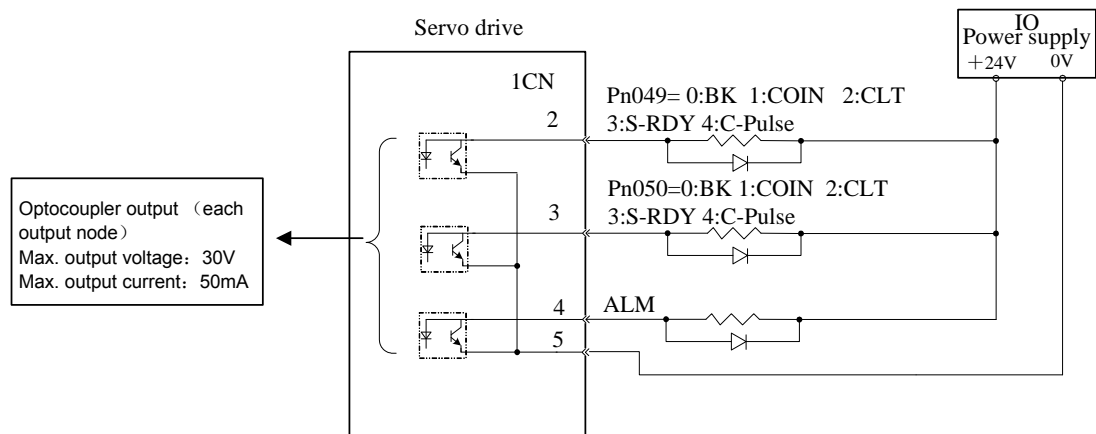 Servo drive
IO
Power supply
+24V 0V
1CN
Pn049= 0:BK 1:COIN 2:CLT
2
3:S-RDY 4:C-Pulse
Pn050=0:BK 1:COIN 2:CLT
3
3:S-RDY 4:C-Pulse
Optocoupler output （each
output node）
Max. output voltage：30V
Max. output current：50mA
4
ALM
5